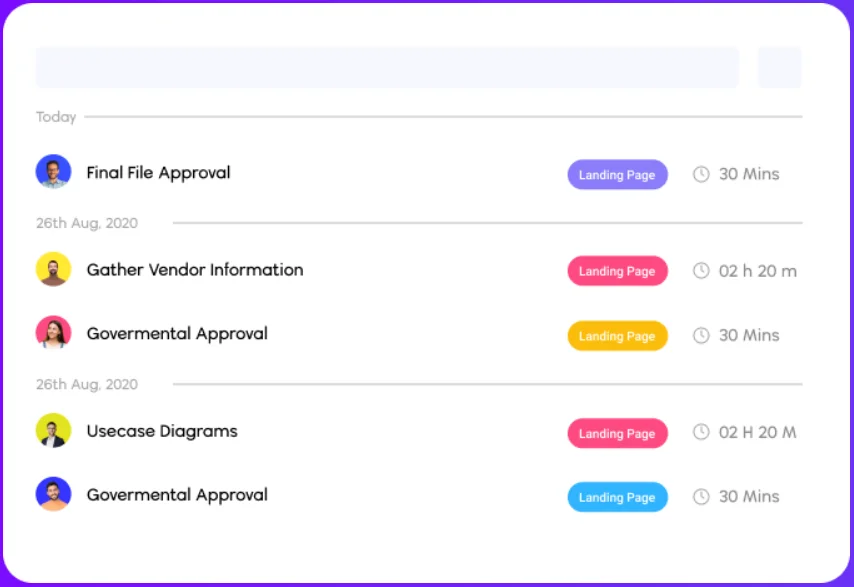 Today
Final File Approval Landing Page 30 Mins
26th Aug, 2020
Gather Vendor Information Landing Page 02 h 20 m
Govermental Approval Landing Page 30 Mins
26th Aug, 2020
Usecase Diagrams Landing Page 02 H 20 M
Govermental Approval Landing Page 30 Mins